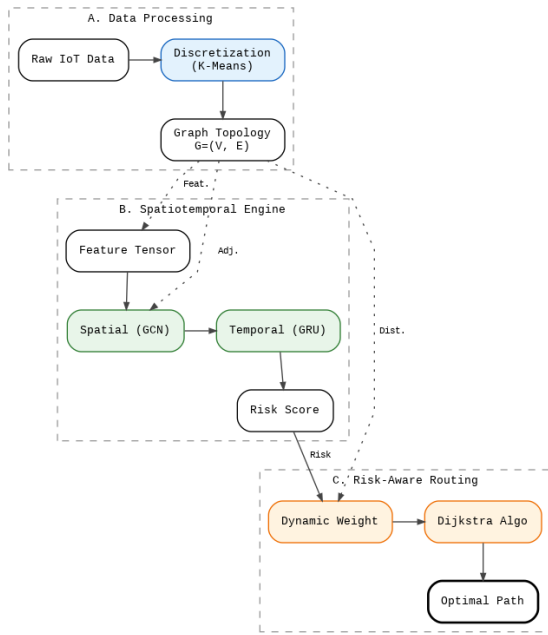 A. Data Processing
Raw IoT Data
Discretization
(K-Means)
Graph Topology
G=(V, E)
Feat.
B. Spatiotemporal Engine
Feature Tensor
Adj.
Spatial (GCN)
Temporal (GRU)
Dist.
Risk Score
Risk
C. Risk-Aware Routing
Dynamic Weight
Dijkstra Algo
Optimal Path